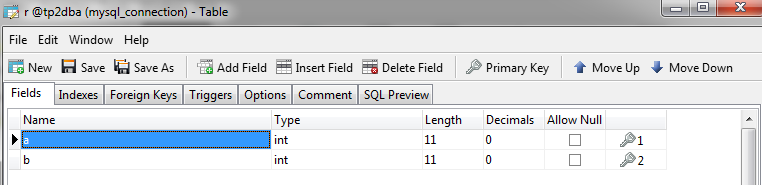 r @tp2dba (mysql_connection) - Table
File Edit Window Help
New Save Save As Add Field Insert Field Delete Field Primary Key Move Up Move Down
Fields Indexes Foreign Keys Triggers Options Comment SQL Preview
Name Type Length Decimals Allow Null
a int 11 0 1
b int 11 0 2